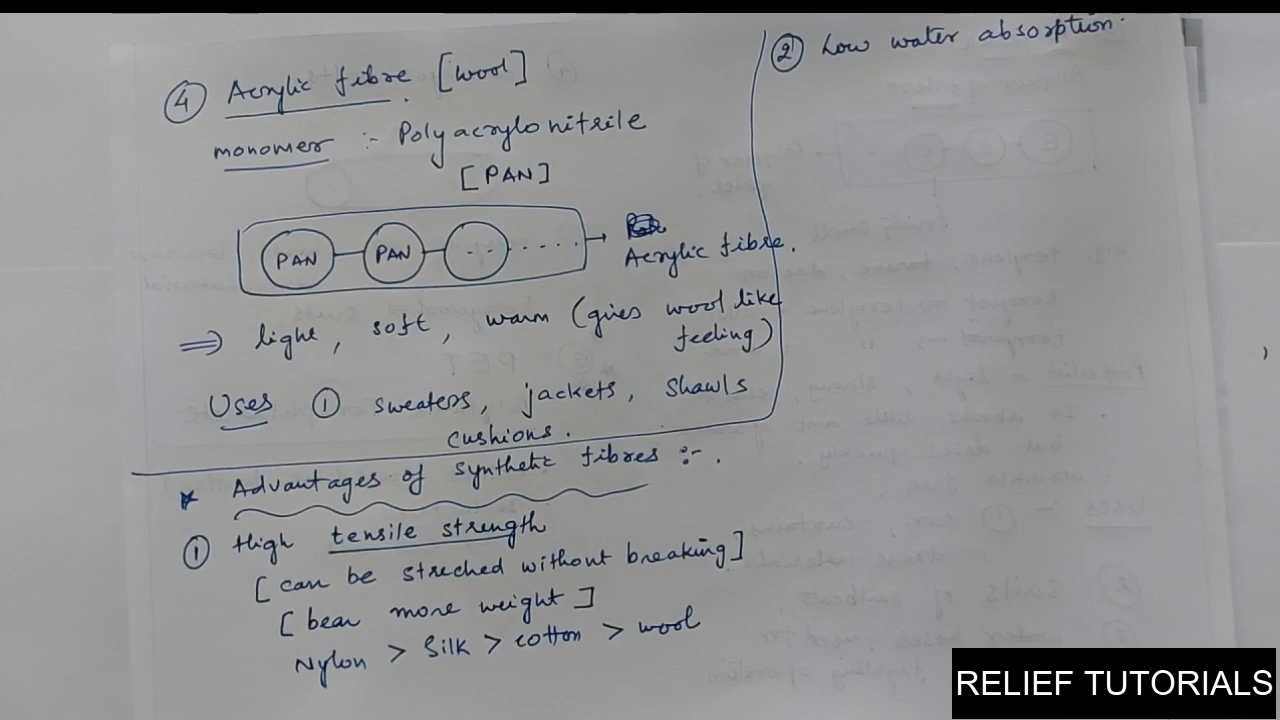 ④ Acrylic fibre [wool]
monomer :- Polyacrylonitrile
[PAN]
PAN PAN ..... → Acrylic fibre.
⇒ light, soft, warm (gives wool like
feeling)
Uses ① sweaters, jackets, shawls
cushions.
* Advantages of synthetic fibres :-.
① High tensile strength
[can be streched without breaking]
[bear more weight]
Nylon > Silk > cotton > wool
② Low water absorption.
RELIEF TUTORIALS